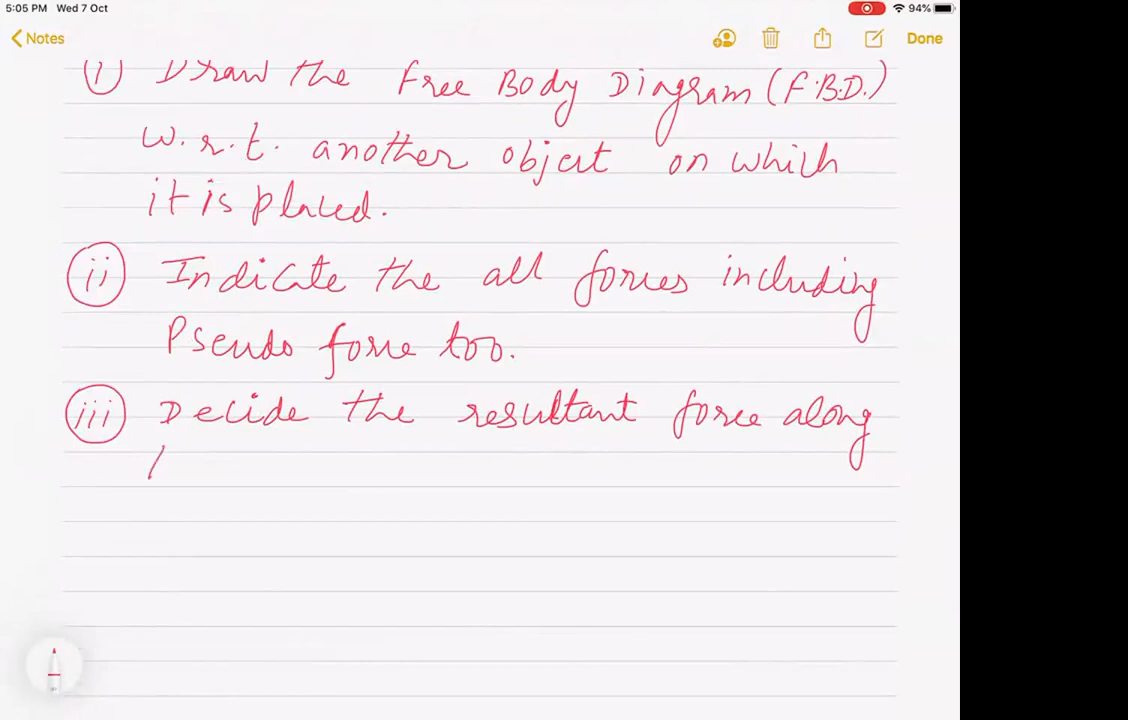 5:05 PM Wed 7 Oct 94%
Notes Done
(i) Draw the Free Body Diagram (F.B.D.)
w.r.t. another object on which
it is placed.
(ii) Indicate the all forces including
Pseudo force too.
(iii) Decide the resultant force along